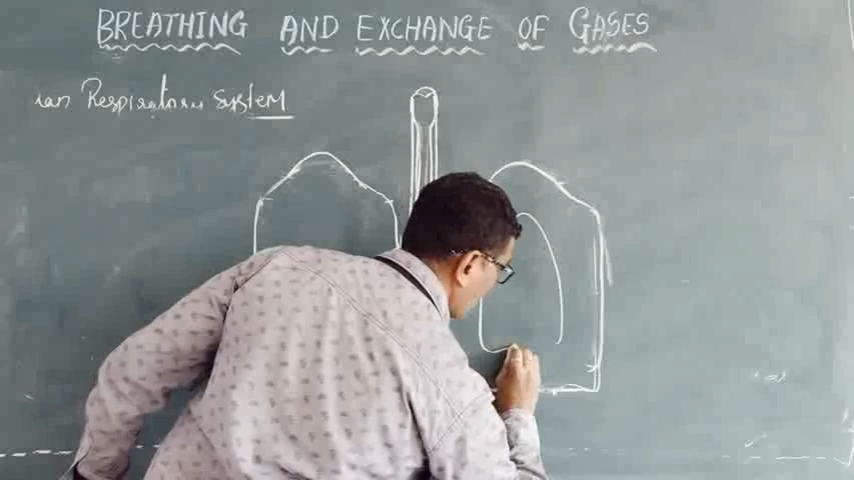 BREATHING AND EXCHANGE OF GASES
Respiratory SysTEM